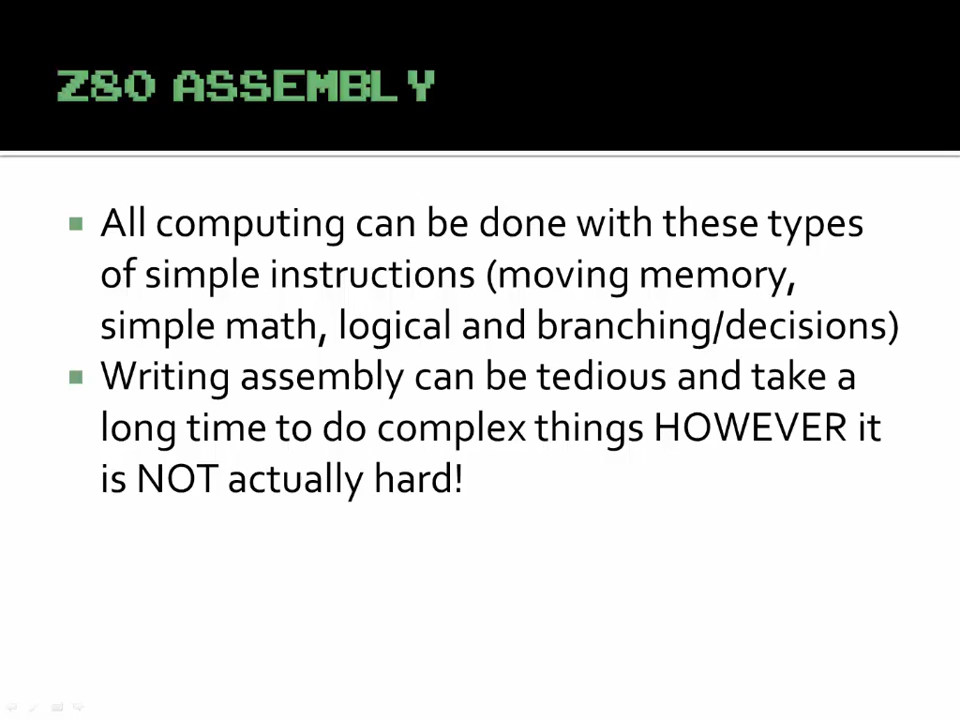 Z80 ASSEMBLY
All computing can be done with these types
of simple instructions (moving memory,
simple math, logical and branching/decisions)
Writing assembly can be tedious and take a
long time to do complex things HOWEVER it
is NOT actually hard!